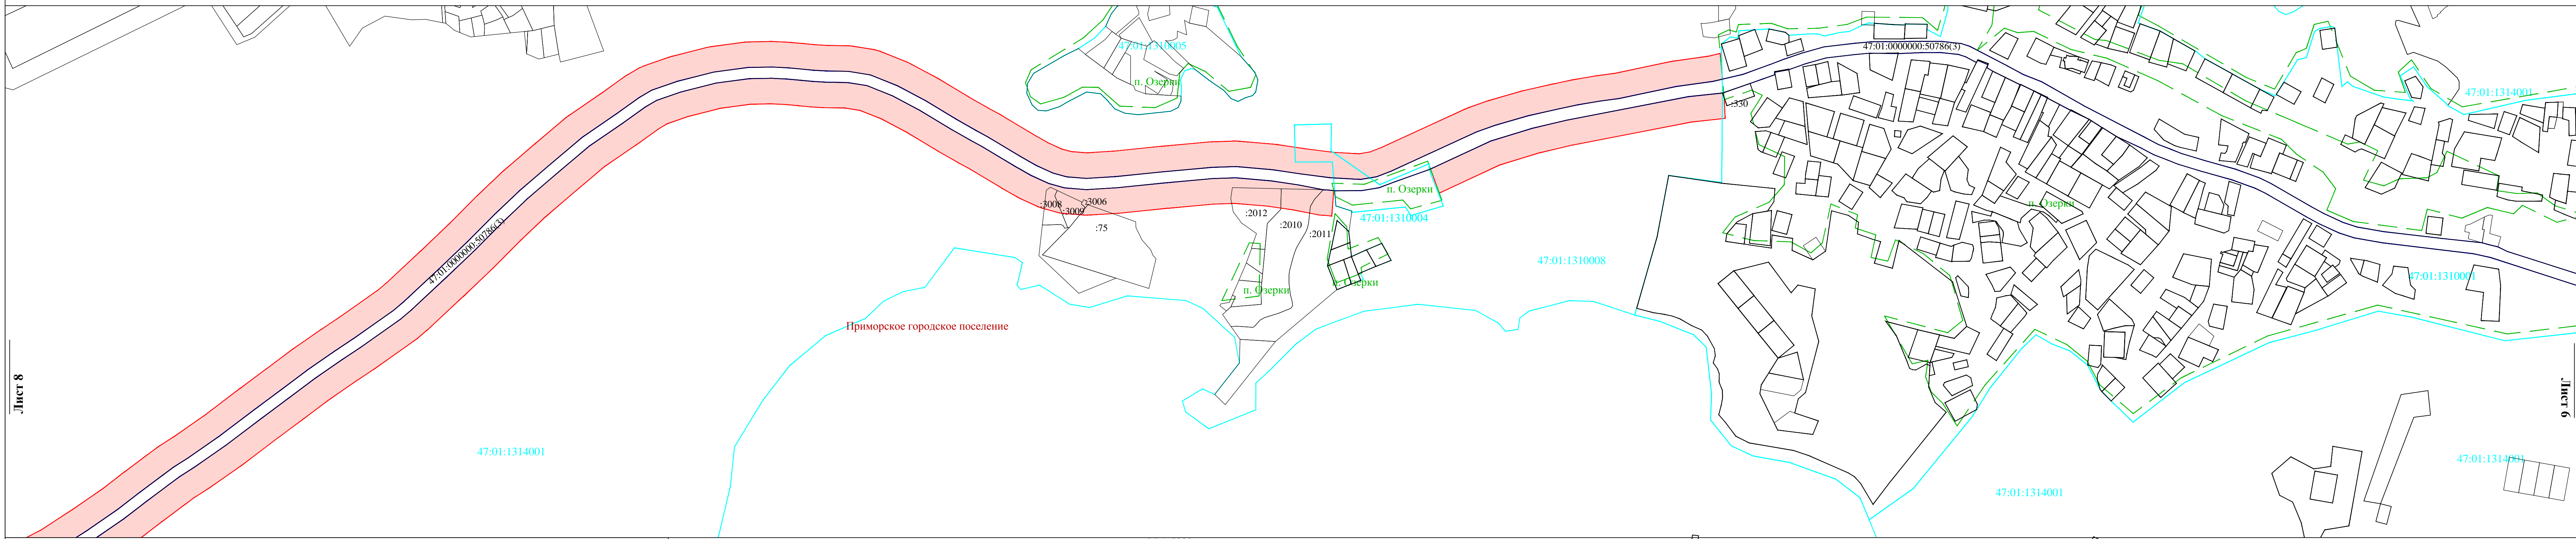 47:01:1310005
п. Озерки
47:01:0000000:50786(3)
47:01:1314001
:330
47:01:0000000:50786(3)
:3008
:3009
:3006
:75
:2012
:2010
:2011
п. Озерки
47:01:1310004
п. Озерки
47:01:1310008
47:01:1310001
п. Озерки
п. Озерки
Приморское городское поселение
Лист 8
Лист 6
47:01:1314001
47:01:1314001
47:01:1314001